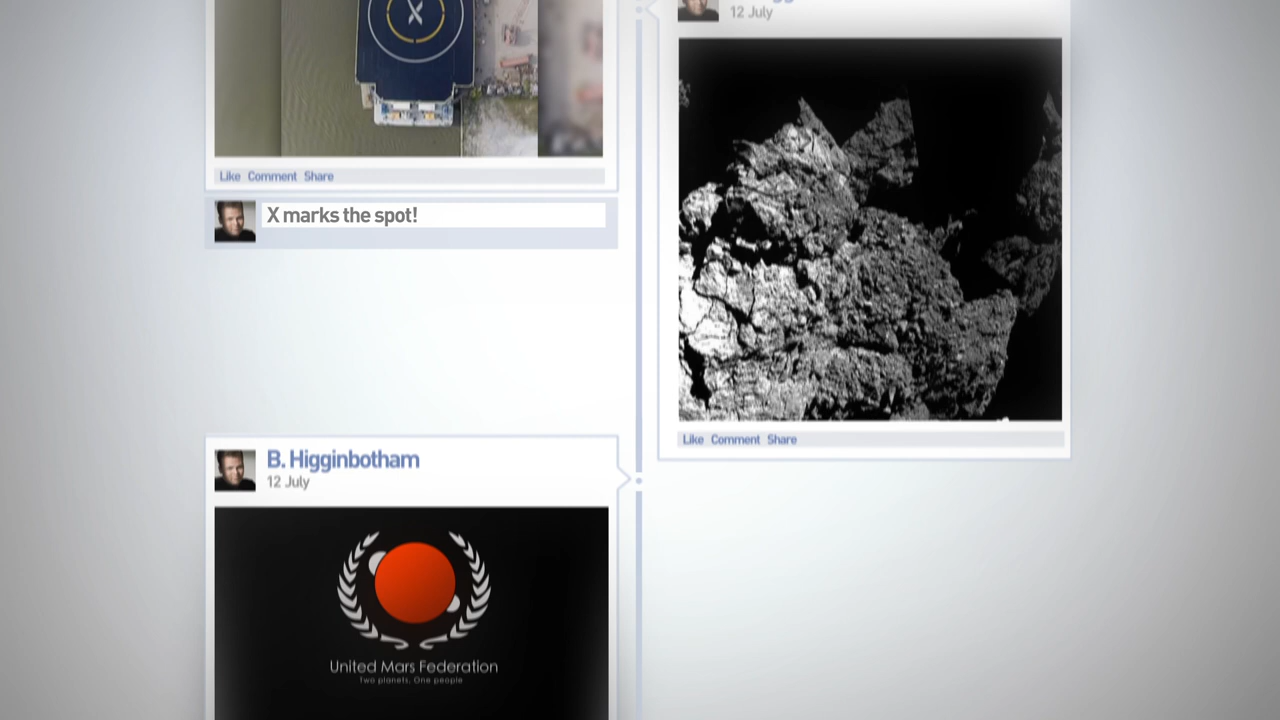 X
Like Comment Share
X marks the spot!
B. Higginbotham
12 July
United Mars Federation
Two planets. One people
12 July
Like Comment Share